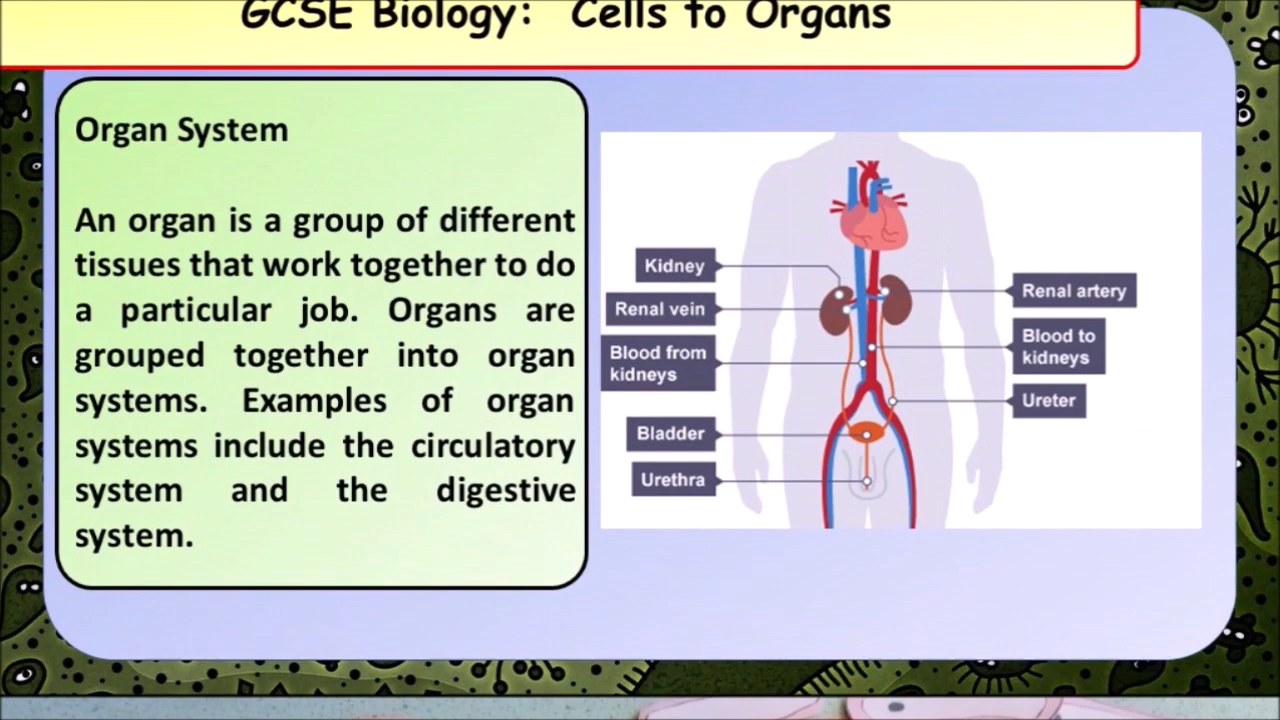 GCSE Biology: Cells to Organs
Organ System
An organ is a group of different
tissues that work together to do
a particular job. Organs are
grouped together into organ
systems. Examples of organ
systems include the circulatory
system and the digestive
system.
Kidney
Renal vein
Blood from
kidneys
Bladder
Urethra
Renal artery
Blood to
kidneys
Ureter